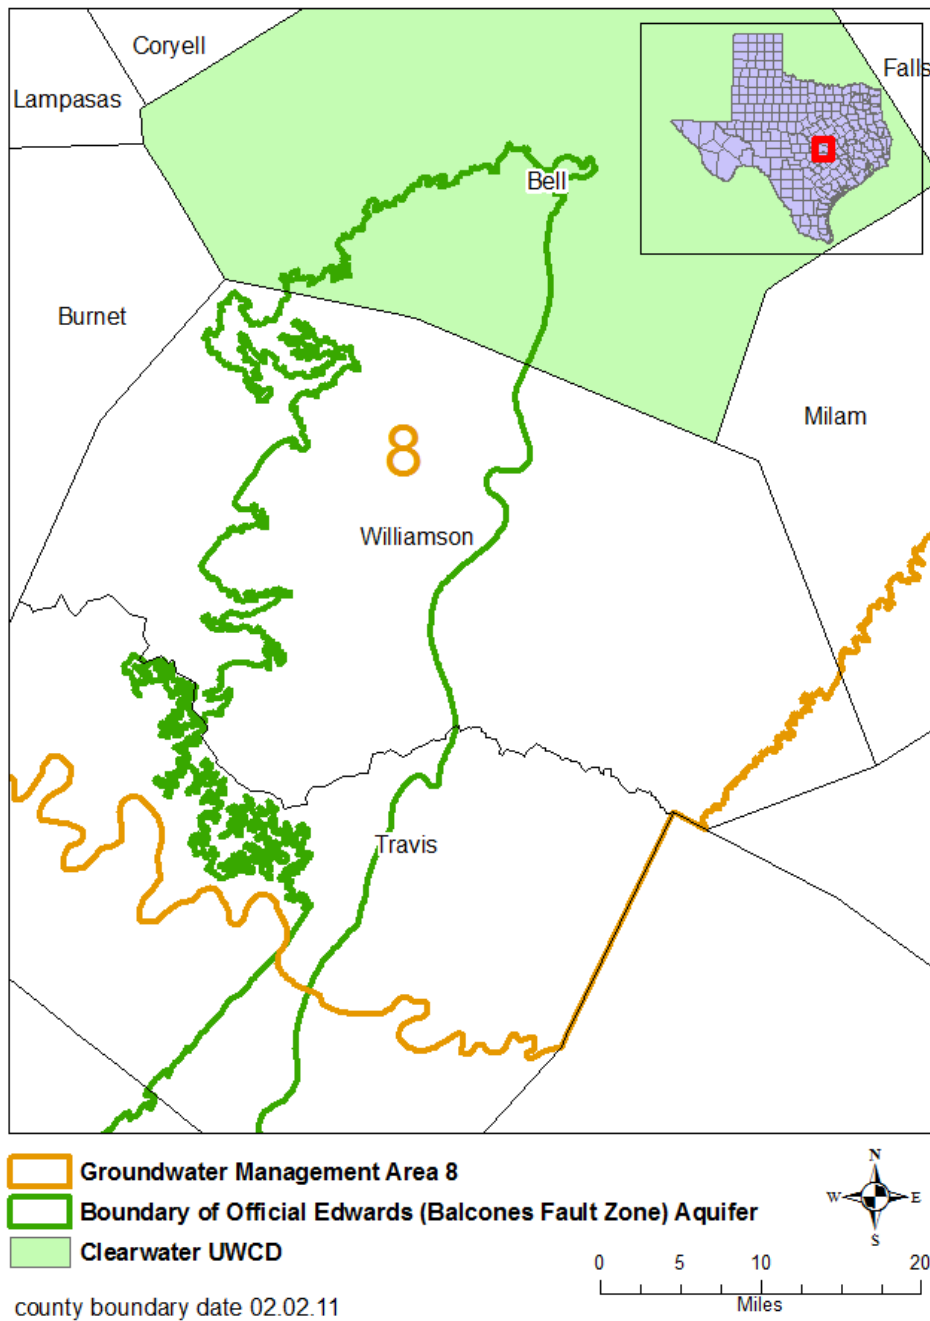 Coryell
Falls
Lampasas
Bell
Burnet
Milam
8
Williamson
Travis
Groundwater Management Area 8
Boundary of Official Edwards (Balcones Fault Zone) Aquifer
Clearwater UWCD
N
W E
S
0 5 10 20
Miles
county boundary date 02.02.11